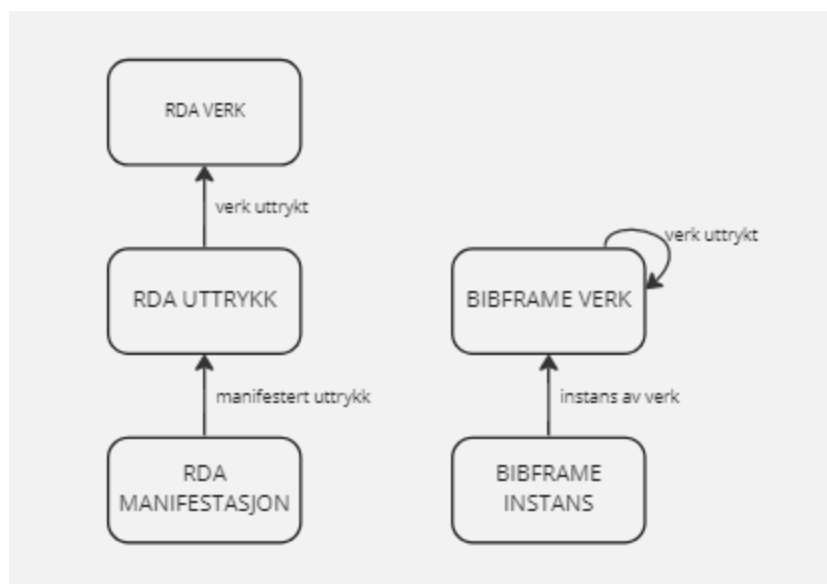 RDA VERK
verk uttrykt
RDA UTTRYKK
manifestert uttrykk
RDA
MANIFESTASJON
verk uttrykt
BIBFRAME VERK
instans av verk
BIBFRAME
INSTANS